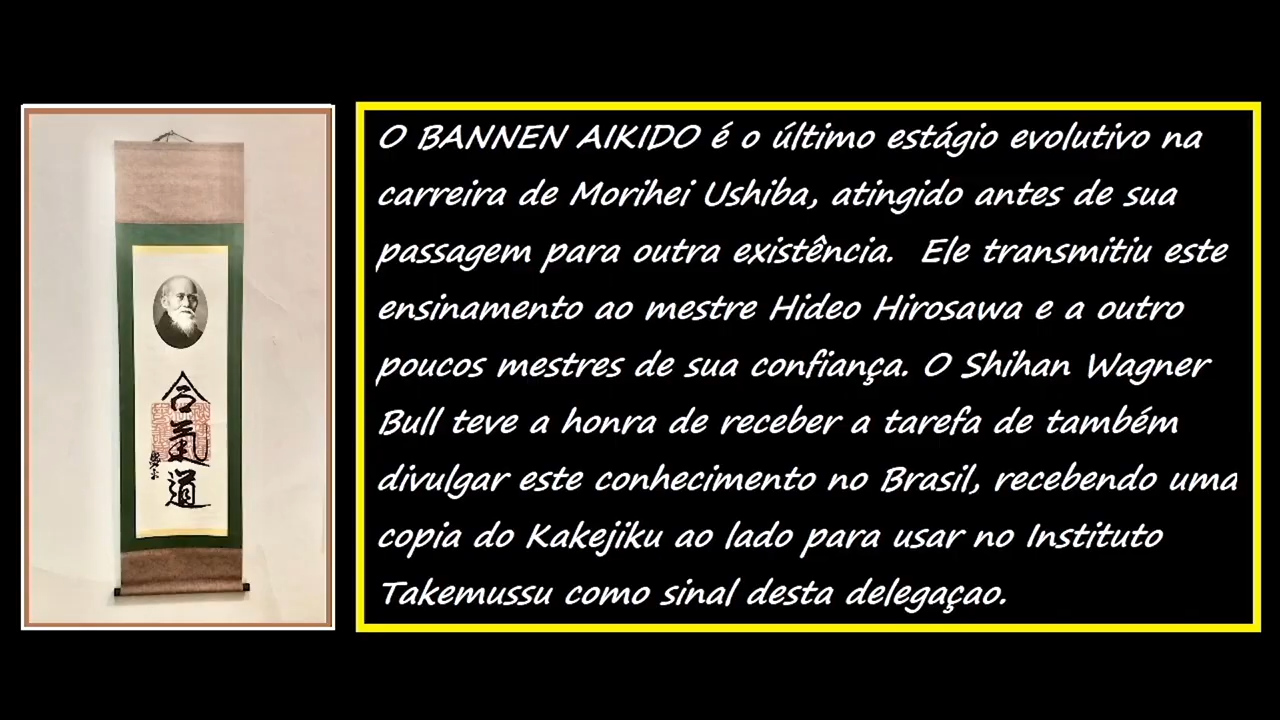 合
氣
道
O BANNEN AIKIDO é o último estágio evolutivo na
carreira de Morihei Ushiba, atingido antes de sua
passagem para outra existência. Ele transmitiu este
ensinamento ao mestre Hideo Hirosawa e a outro
poucos mestres de sua confiança. O Shihan Wagner
Bull teve a honra de receber a tarefa de também
divulgar este conhecimento no Brasil, recebendo uma
copia do Kakejiku ao lado para usar no Instituto
Takemussu como sinal desta delegaçao.